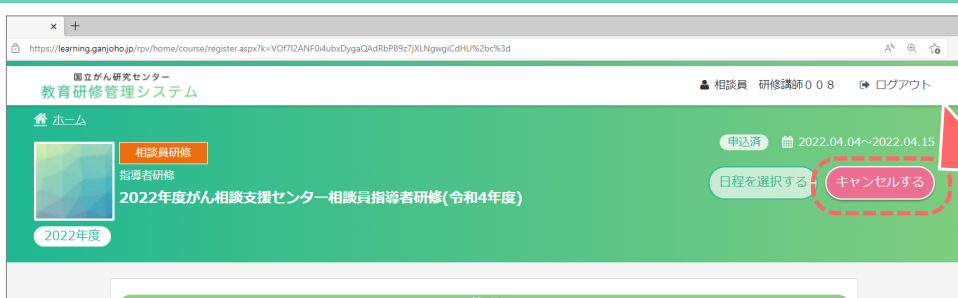 × +
https://learning.ganjoho.jp/rpv/home/course/register.aspx?k=VOf7I2ANF0i4ubxDygaQAdRbPB9z7jXLNgwgiCdHU%2bc%3d
国立がん研究センター
教育研修管理システム
相談員 研修講師008 ログアウト
ホーム
申込済 2022.04.04~2022.04.15
相談員研修
指導者研修
日程を選択する キャンセルする
2022年度がん相談支援センター相談員指導者研修(令和4年度)
2022年度